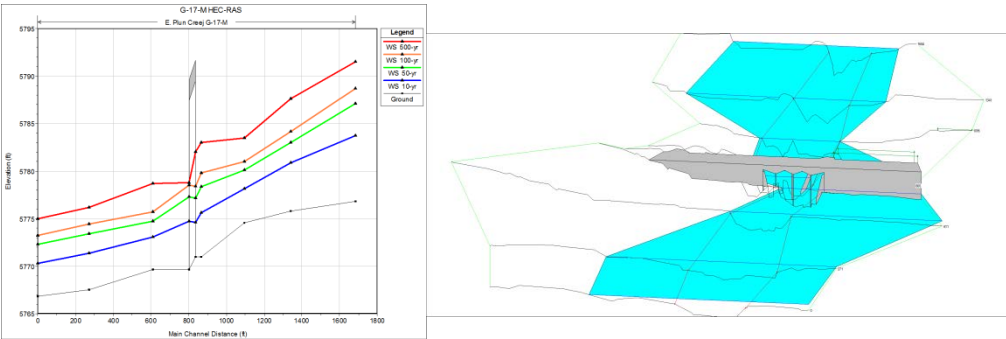 G-17-M HEC-RAS
E. Plun Creej G-17-M
Legend
WS 500-yr
WS 100-yr
WS 50-yr
WS 10-yr
Ground
Elevation (ft)
5795
5790
5785
5780
5775
5770
5765
0
200
400
600
800
1000
1200
1400
1600
1800
Main Channel Distance (ft)